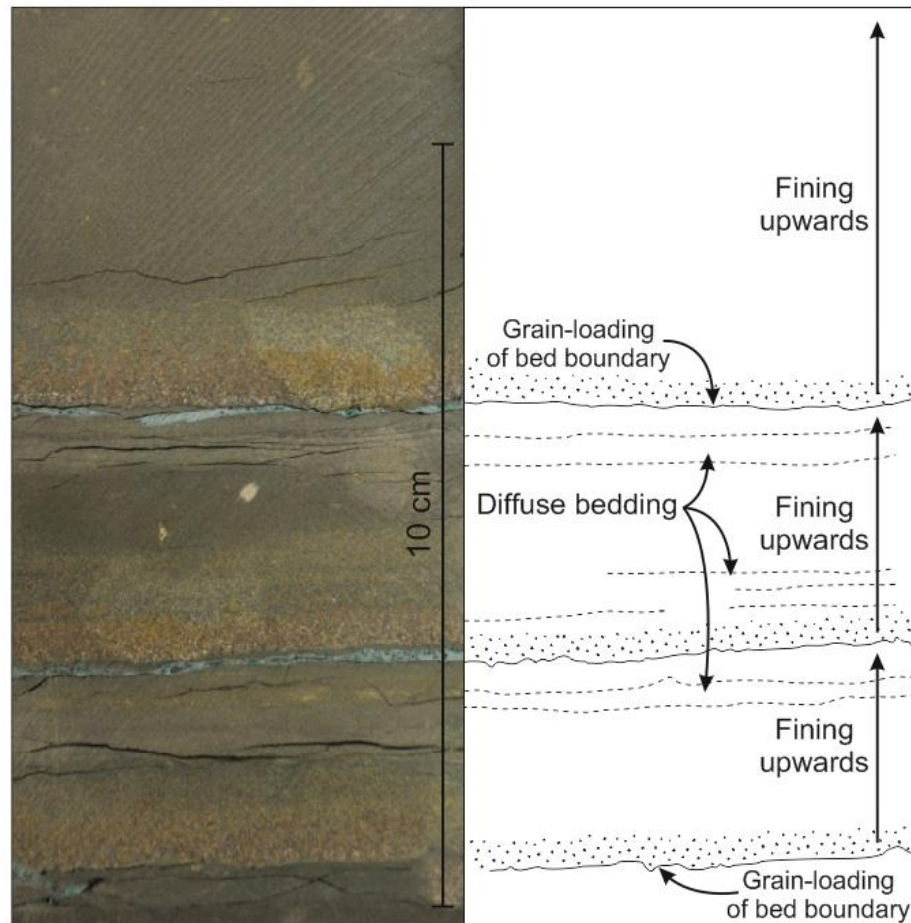 Fining
upwards
Grain-loading
of bed boundary
10 cm
Diffuse bedding
Fining
upwards
Fining
upwards
Grain-loading
of bed boundary